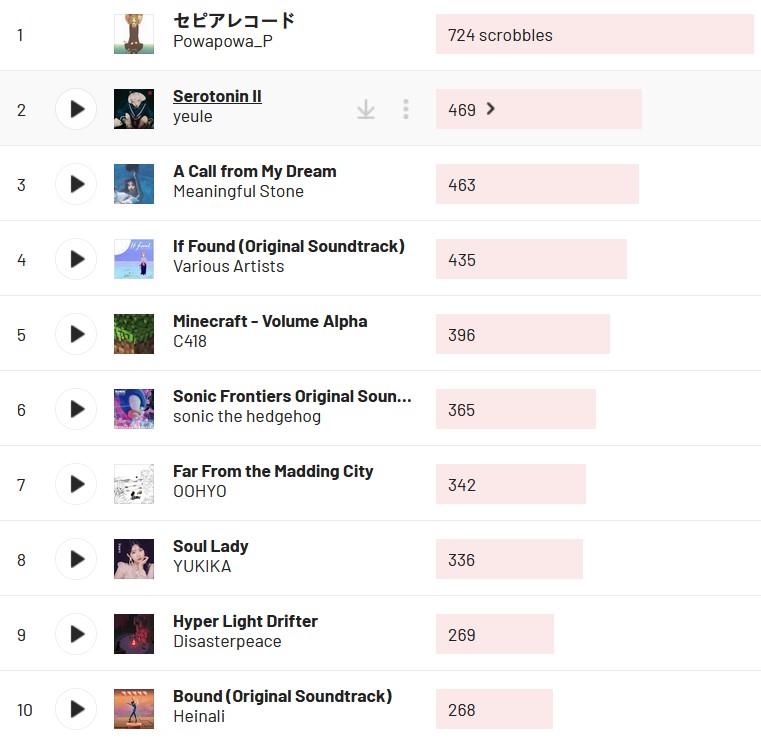 1
セピアレコード
Powapowa_P
724 scrobbles
2
Serotonin II
yeule
469
3
A Call from My Dream
Meaningful Stone
463
4
If Found (Original Soundtrack)
Various Artists
435
5
Minecraft - Volume Alpha
C418
396
6
Sonic Frontiers Original Soun...
sonic the hedgehog
365
7
Far From the Madding City
OOHYO
342
8
Soul Lady
YUKIKA
336
9
Hyper Light Drifter
Disasterpeace
269
10
Bound (Original Soundtrack)
Heinali
268